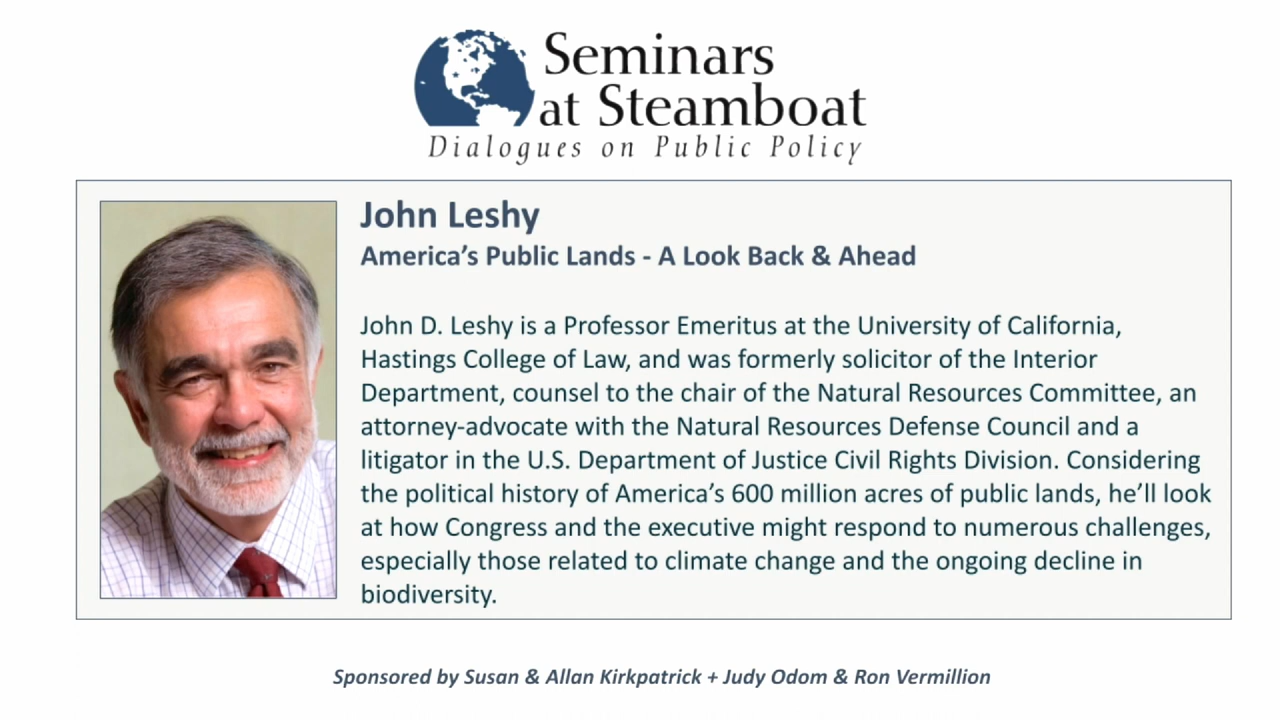 Seminars
at Steamboat
Dialogues on Public Policy
John Leshy
America's Public Lands - A Look Back & Ahead
John D. Leshy is a Professor Emeritus at the University of California,
Hastings College of Law, and was formerly solicitor of the Interior
Department, counsel to the chair of the Natural Resources Committee, an
attorney-advocate with the Natural Resources Defense Council and a
litigator in the U.S. Department of Justice Civil Rights Division. Considering
the political history of America's 600 million acres of public lands, he'll look
at how Congress and the executive might respond to numerous challenges,
especially those related to climate change and the ongoing decline in
biodiversity.
Sponsored by Susan & Allan Kirkpatrick + Judy Odom & Ron Vermillion